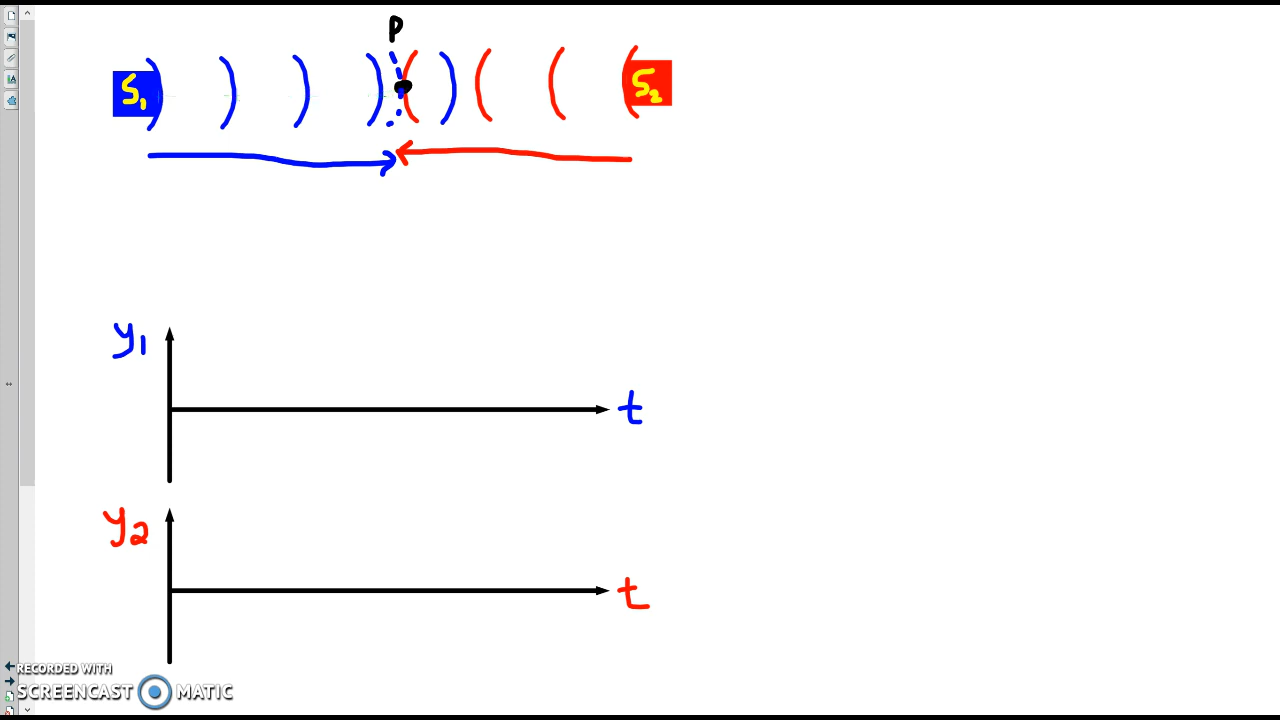 P
S₁ S₂
y₁
t
y₂
t
RECORDED WITH
SCREENCAST MATIC